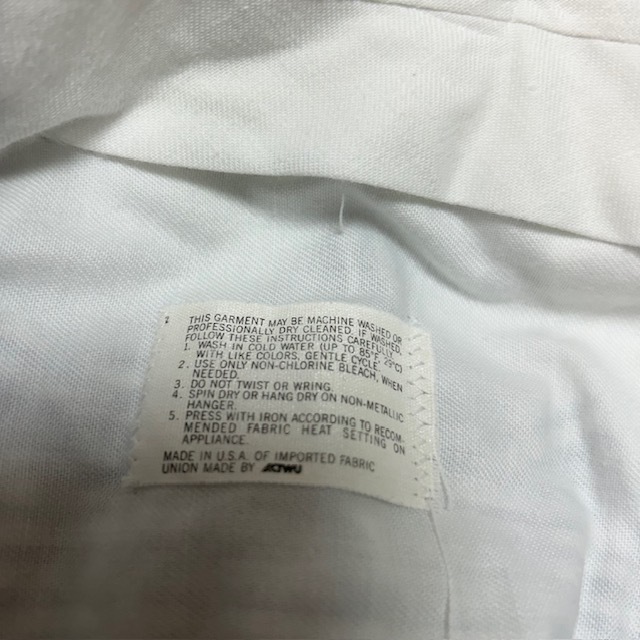 THIS GARMENT MAY BE MACHINE WASHED OR
PROFESSIONALLY DRY CLEANED. IF WASHED,
FOLLOW THESE INSTRUCTIONS CAREFULLY.
1. WASH IN COLD WATER (UP TO 85°F 29°C)
WITH LIKE COLORS, GENTLE CYCLE.
2. USE ONLY NON-CHLORINE BLEACH, WHEN
NEEDED.
3. DO NOT TWIST OR WRING.
4. SPIN DRY OR HANG DRY ON NON-METALLIC
HANGER.
5. PRESS WITH IRON ACCORDING TO RECOM-
MENDED FABRIC HEAT SETTING ON
APPLIANCE.
MADE IN U.S.A. OF IMPORTED FABRIC
UNION MADE BY ACTWU